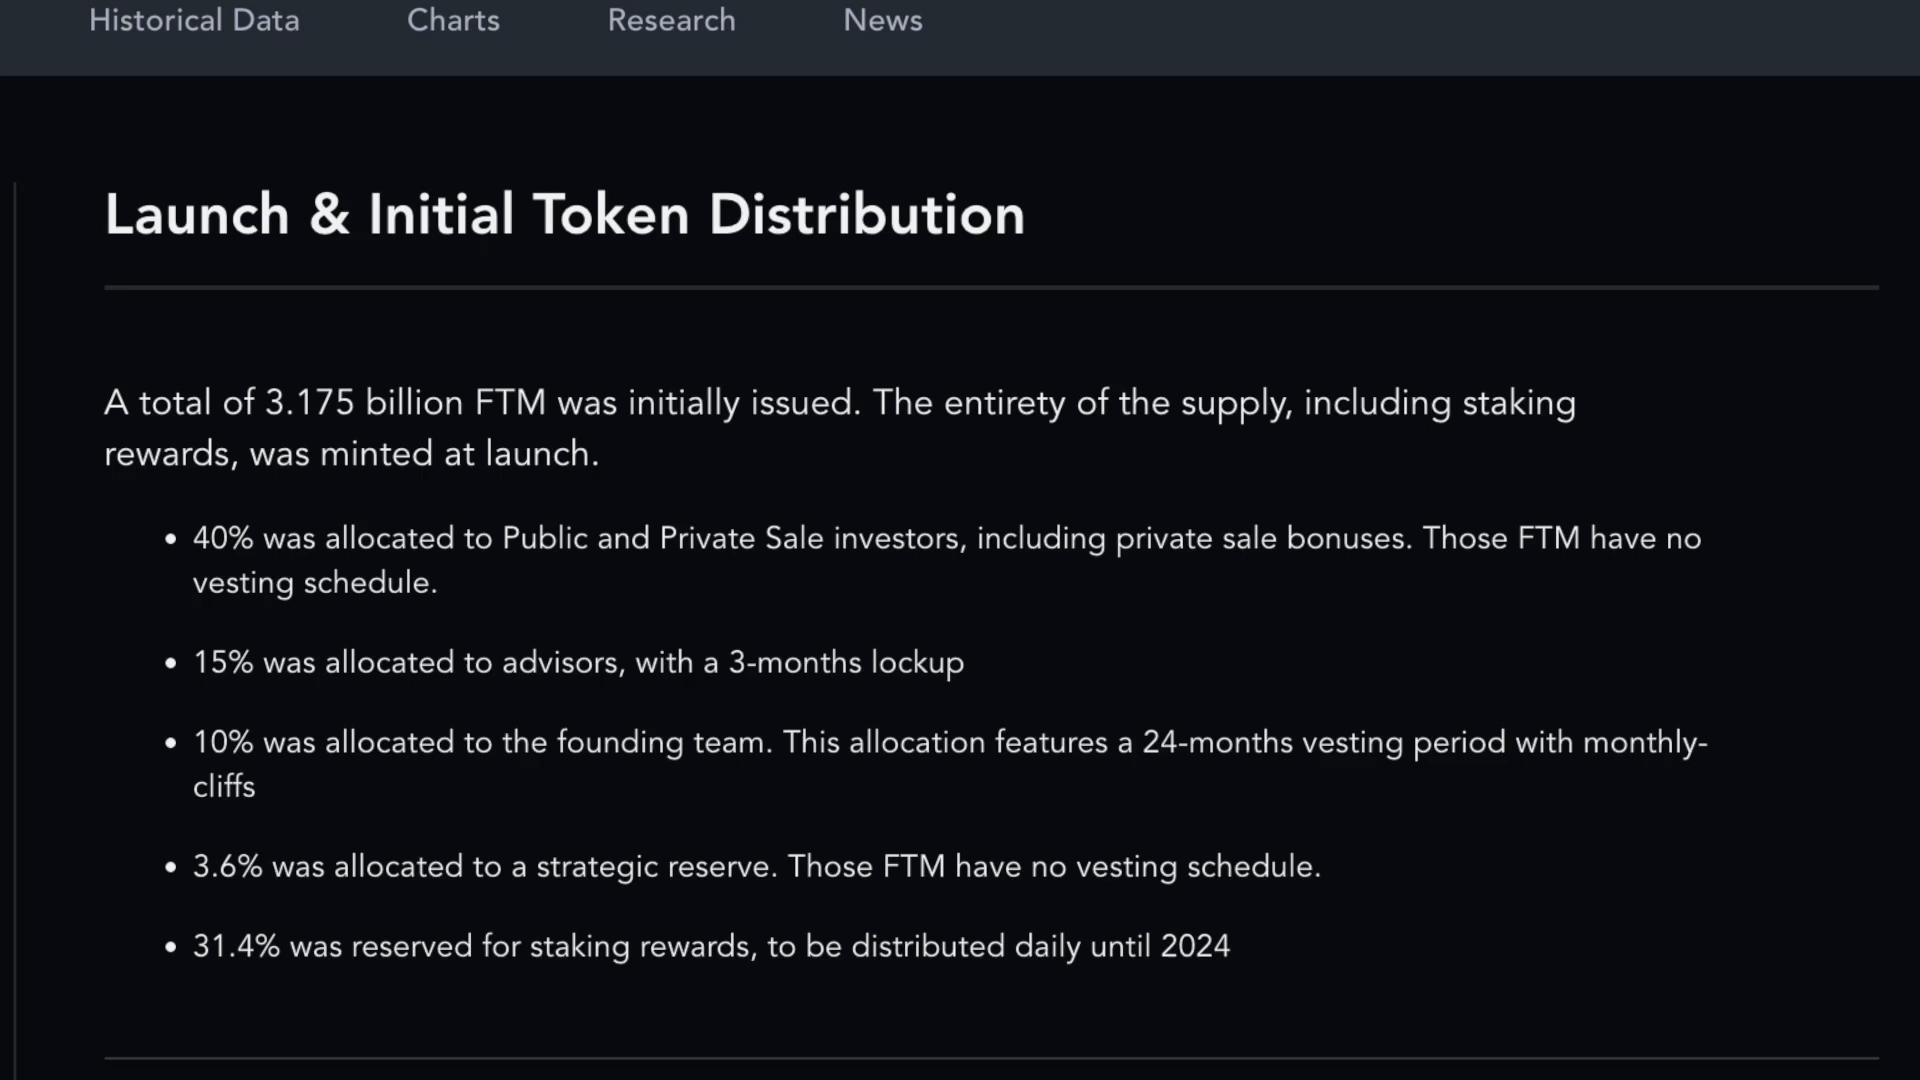 Historical Data Charts Research News
Launch & Initial Token Distribution
A total of 3.175 billion FTM was initially issued. The entirety of the supply, including staking
rewards, was minted at launch.
• 40% was allocated to Public and Private Sale investors, including private sale bonuses. Those FTM have no
vesting schedule.
• 15% was allocated to advisors, with a 3-months lockup
• 10% was allocated to the founding team. This allocation features a 24-months vesting period with monthly-
cliffs
• 3.6% was allocated to a strategic reserve. Those FTM have no vesting schedule.
• 31.4% was reserved for staking rewards, to be distributed daily until 2024